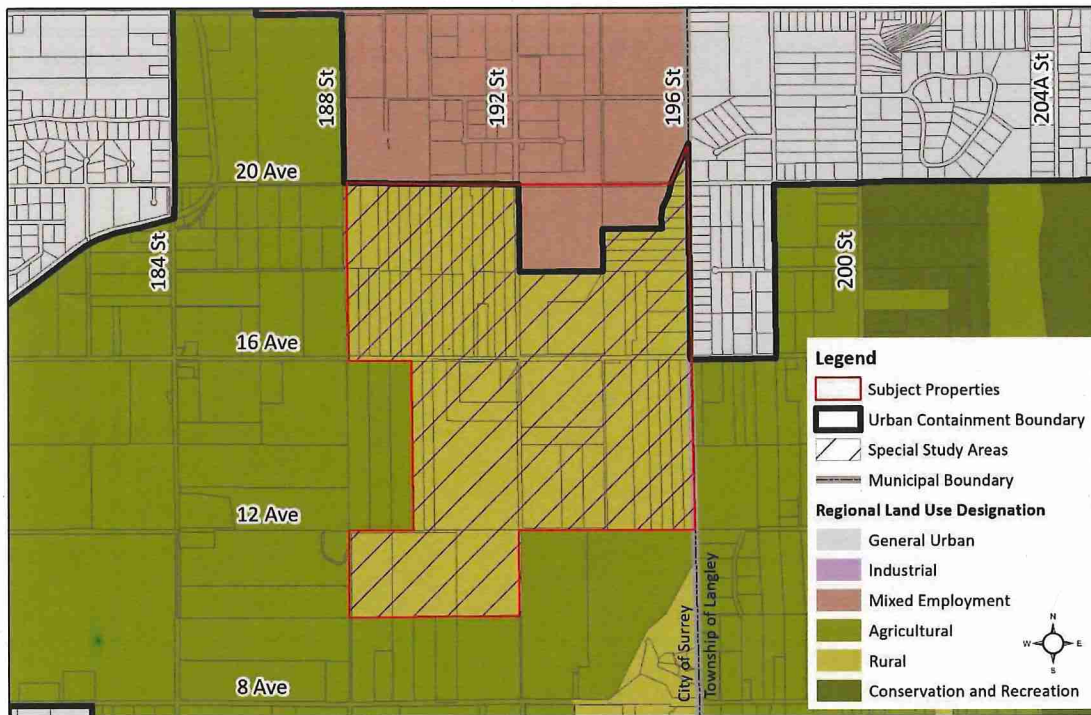 188 St
192 St
196 St
204A St
20 Ave
184 St
200 St
16 Ave
12 Ave
8 Ave
City of Surrey
Township of Langley
Legend
Subject Properties
Urban Containment Boundary
Special Study Areas
Municipal Boundary
Regional Land Use Designation
General Urban
Industrial
Mixed Employment
Agricultural
Rural
Conservation and Recreation
N
W E
S